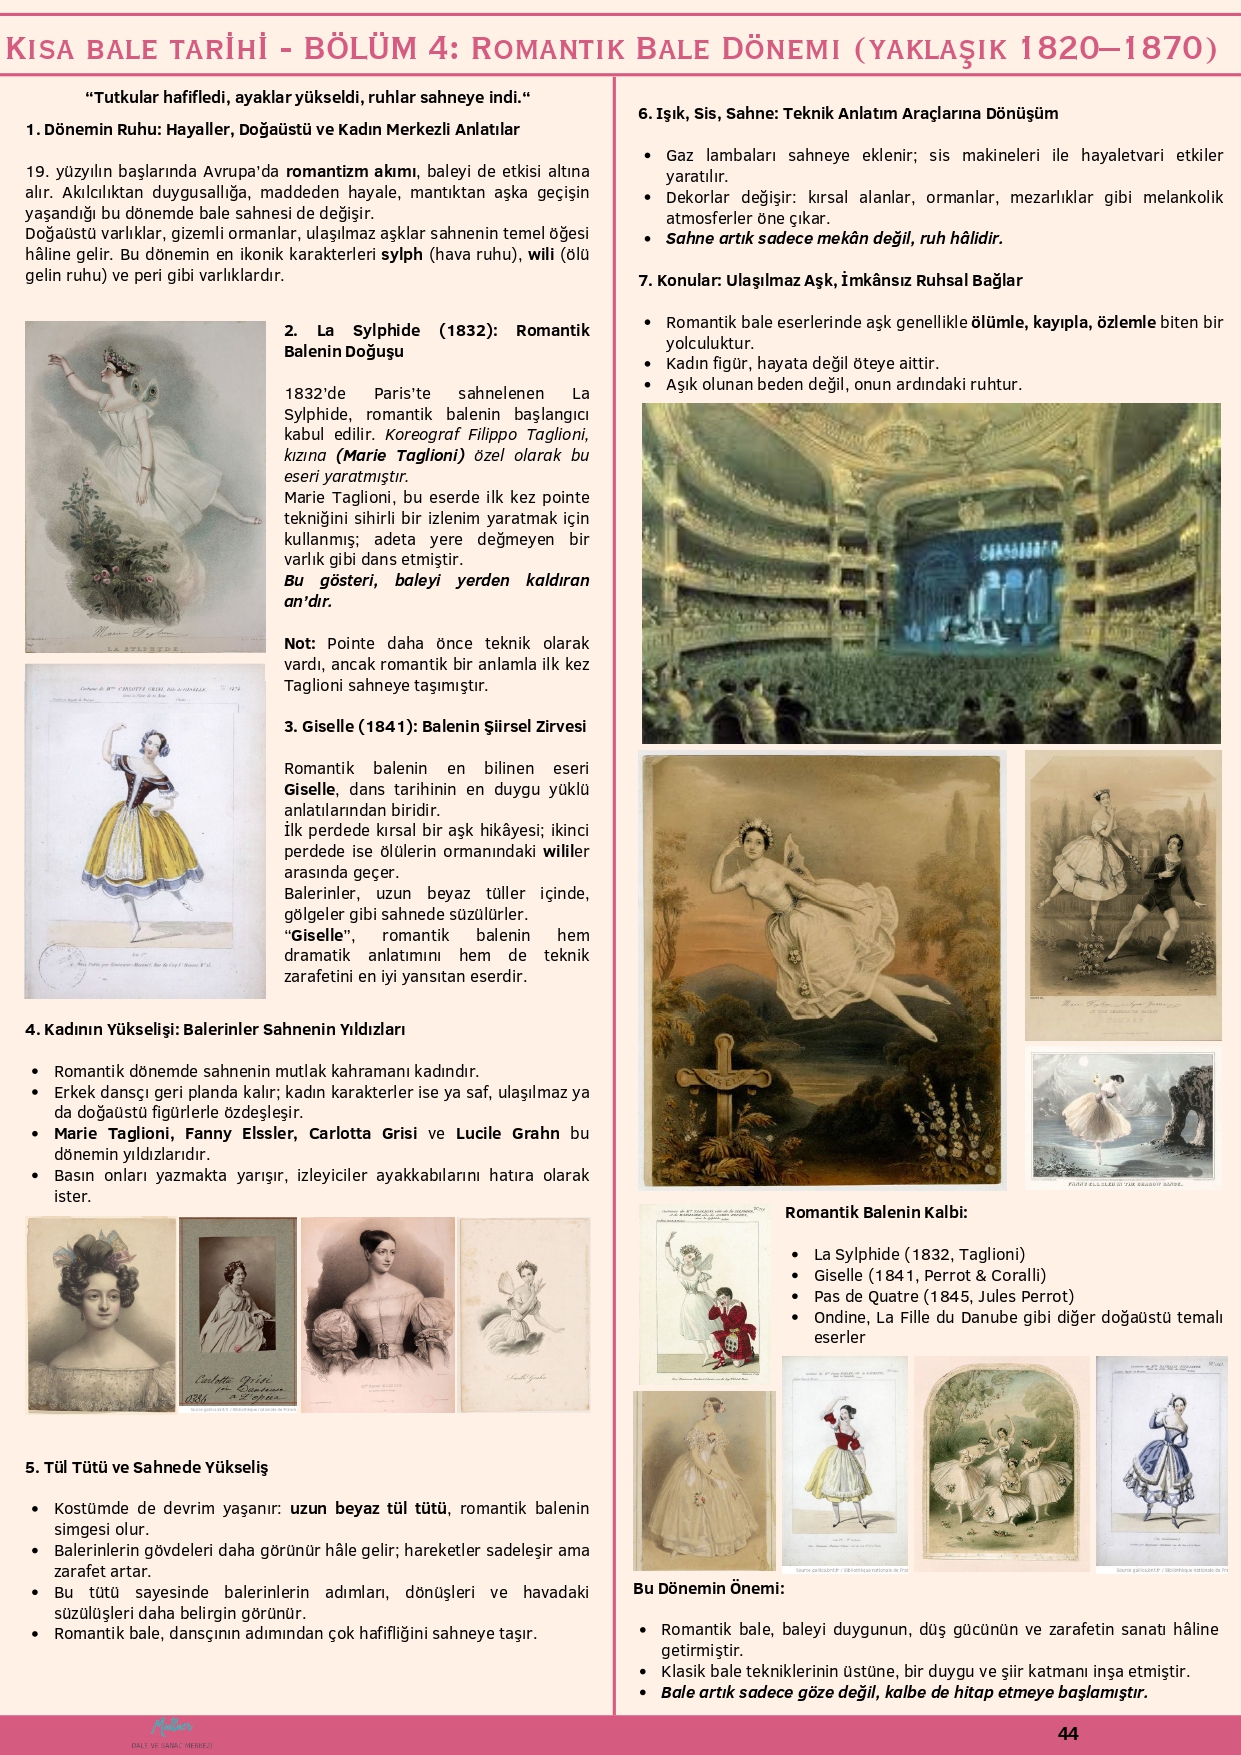 KISA BALE TARİHİ - BÖLÜM 4: ROMANTIK BALE DÖNEMI (YAKLAŞIK 1820—1870)
“Tutkular hafifledi, ayaklar yükseldi, ruhlar sahneye indi.“
1. Dönemin Ruhu: Hayaller, Doğaüstü ve Kadın Merkezli Anlatılar
19. yüzyılın başlarında Avrupa’da romantizm akımı, baleyi de etkisi altına
alır. Akılcılıktan duygusallığa, maddeden hayale, mantıktan aşka geçişin
yaşandığı bu dönemde bale sahnesi de değişir.
Doğaüstü varlıklar, gizemli ormanlar, ulaşılmaz aşklar sahnenin temel öğesi
hâline gelir. Bu dönemin en ikonik karakterleri sylph (hava ruhu), wili (ölü
gelin ruhu) ve peri gibi varlıklardır.
2. La Sylphide (1832): Romantik
Balenin Doğuşu
1832’de Paris’te sahnelenen La
Sylphide, romantik balenin başlangıcı
kabul edilir. Koreograf Filippo Taglioni,
kızına (Marie Taglioni) özel olarak bu
eseri yaratmıştır.
Marie Taglioni, bu eserde ilk kez pointe
tekniğini sihirli bir izlenim yaratmak için
kullanmış; adeta yere değmeyen bir
varlık gibi dans etmiştir.
Bu gösteri, baleyi yerden kaldıran
an’dır.
Not: Pointe daha önce teknik olarak
vardı, ancak romantik bir anlamla ilk kez
Taglioni sahneye taşımıştır.
LA SYLPHIDE
3. Giselle (1841): Balenin Şiirsel Zirvesi
Romantik balenin en bilinen eseri
Giselle, dans tarihinin en duygu yüklü
anlatılarından biridir.
İlk perdede kırsal bir aşk hikâyesi; ikinci
perdede ise ölülerin ormanındaki wililer
arasında geçer.
Balerinler, uzun beyaz tüller içinde,
gölgeler gibi sahnede süzülürler.
“Giselle”, romantik balenin hem
dramatik anlatımını hem de teknik
zarafetini en iyi yansıtan eserdir.
4. Kadının Yükselişi: Balerinler Sahnenin Yıldızları
• Romantik dönemde sahnenin mutlak kahramanı kadındır.
• Erkek dansçı geri planda kalır; kadın karakterler ise ya saf, ulaşılmaz ya
da doğaüstü figürlerle özdeşleşir.
• Marie Taglioni, Fanny Elssler, Carlotta Grisi ve Lucile Grahn bu
dönemin yıldızlarıdır.
• Basın onları yazmakta yarışır, izleyiciler ayakkabılarını hatıra olarak
ister.
Carlotta Grisi
5. Tül Tütü ve Sahnede Yükseliş
• Kostümde de devrim yaşanır: uzun beyaz tül tütü, romantik balenin
simgesi olur.
• Balerinlerin gövdeleri daha görünür hâle gelir; hareketler sadeleşir ama
zarafet artar.
• Bu tütü sayesinde balerinlerin adımları, dönüşleri ve havadaki
süzülüşleri daha belirgin görünür.
• Romantik bale, dansçının adımından çok hafifliğini sahneye taşır.
6. Işık, Sis, Sahne: Teknik Anlatım Araçlarına Dönüşüm
• Gaz lambaları sahneye eklenir; sis makineleri ile hayaletvari etkiler
yaratılır.
• Dekorlar değişir: kırsal alanlar, ormanlar, mezarlıklar gibi melankolik
atmosferler öne çıkar.
• Sahne artık sadece mekân değil, ruh hâlidir.
7. Konular: Ulaşılmaz Aşk, İmkânsız Ruhsal Bağlar
• Romantik bale eserlerinde aşk genellikle ölümle, kayıpla, özlemle biten bir
yolculuktur.
• Kadın figür, hayata değil öteye aittir.
• Aşık olunan beden değil, onun ardındaki ruhtur.
GISELLE
FANNY ELLSLER IN THE SHADOW DANCE.
Romantik Balenin Kalbi:
• La Sylphide (1832, Taglioni)
• Giselle (1841, Perrot & Coralli)
• Pas de Quatre (1845, Jules Perrot)
• Ondine, La Fille du Danube gibi diğer doğaüstü temalı
eserler
Bu Dönemin Önemi:
• Romantik bale, baleyi duygunun, düş gücünün ve zarafetin sanatı hâline
getirmiştir.
• Klasik bale tekniklerinin üstüne, bir duygu ve şiir katmanı inşa etmiştir.
• Bale artık sadece göze değil, kalbe de hitap etmeye başlamıştır.
BALE VE SANAT MERKEZİ
44